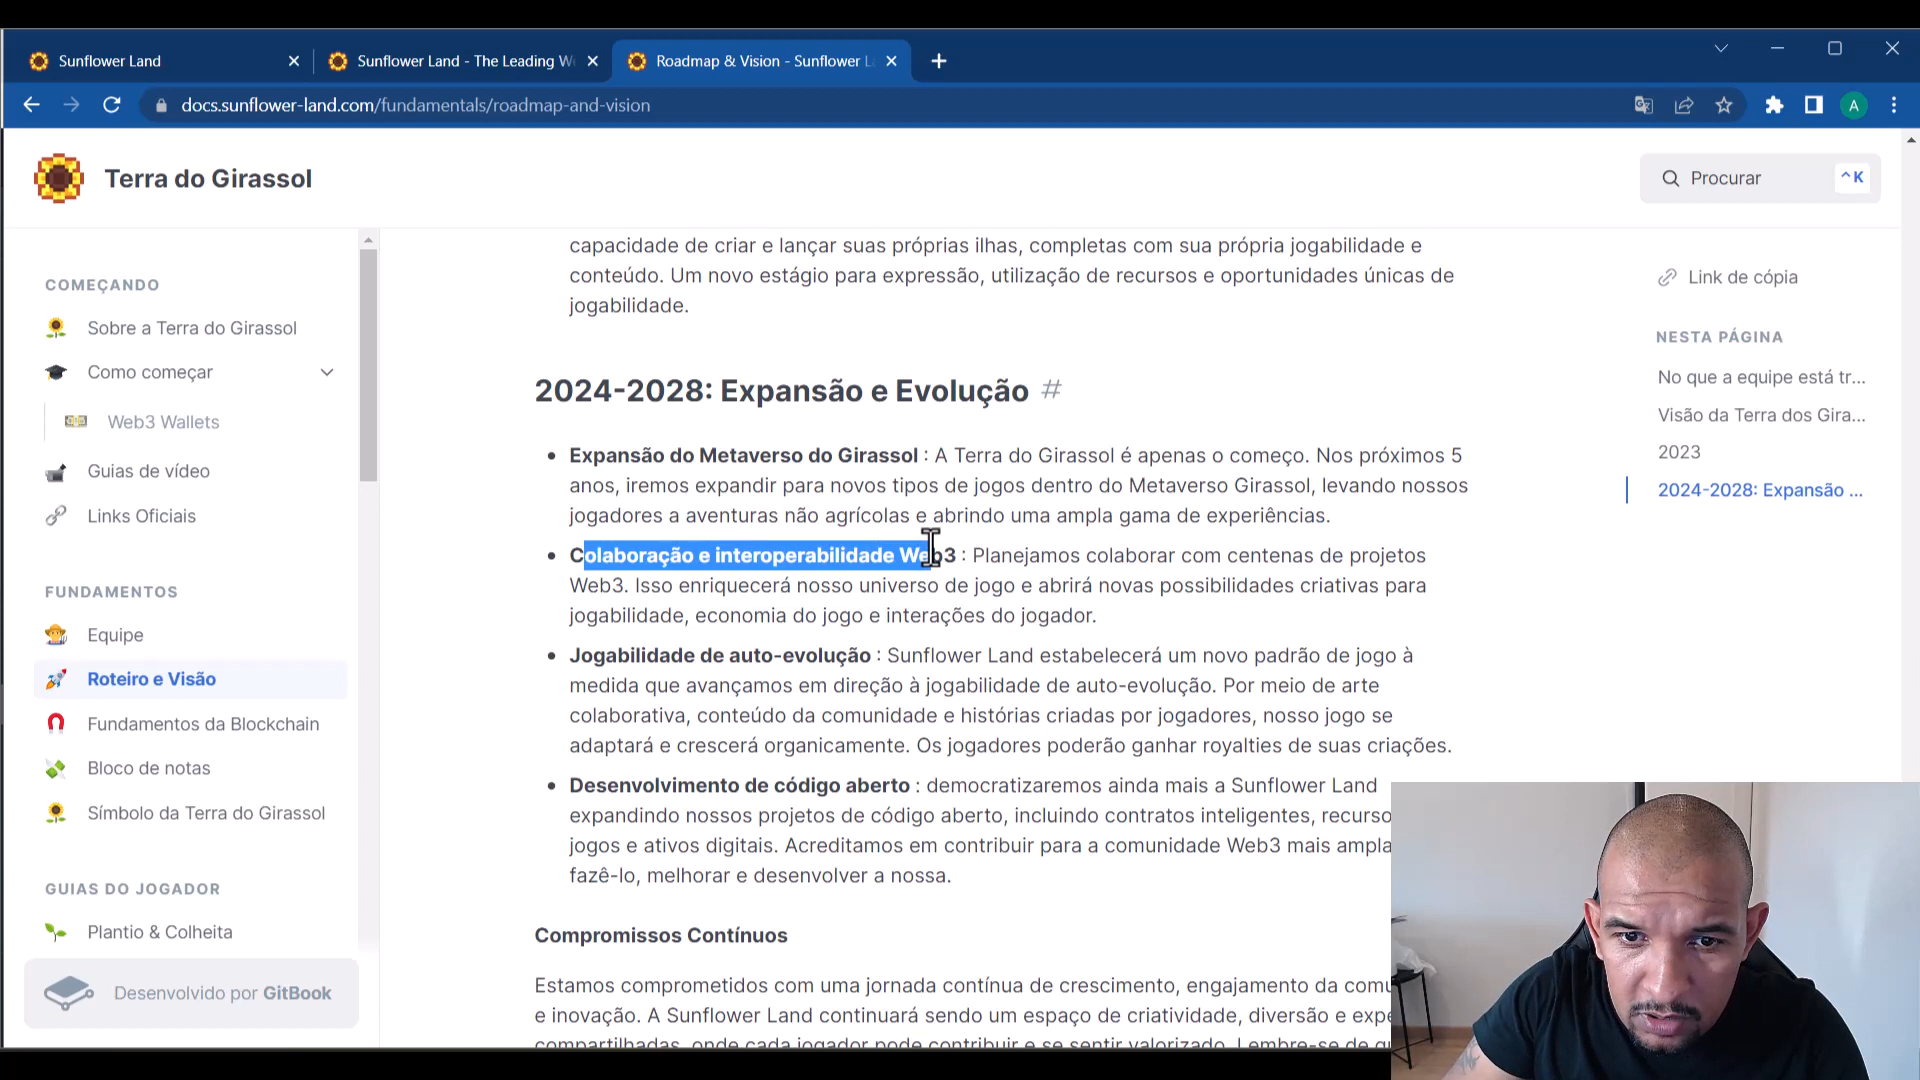 Sunflower Land
Sunflower Land - The Leading W
Roadmap & Vision - Sunflower L
docs.sunflower-land.com/fundamentals/roadmap-and-vision
A
Terra do Girassol
Procurar
^K
COMEÇANDO
Sobre a Terra do Girassol
Como começar
Web3 Wallets
Guias de vídeo
Links Oficiais
FUNDAMENTOS
Equipe
Roteiro e Visão
Fundamentos da Blockchain
Bloco de notas
Símbolo da Terra do Girassol
GUIAS DO JOGADOR
Plantio & Colheita
Desenvolvido por GitBook
capacidade de criar e lançar suas próprias ilhas, completas com sua própria jogabilidade e
conteúdo. Um novo estágio para expressão, utilização de recursos e oportunidades únicas de
jogabilidade.
2024-2028: Expansão e Evolução #
• Expansão do Metaverso do Girassol : A Terra do Girassol é apenas o começo. Nos próximos 5
anos, iremos expandir para novos tipos de jogos dentro do Metaverso Girassol, levando nossos
jogadores a aventuras não agrícolas e abrindo uma ampla gama de experiências.
• Colaboração e interoperabilidade Web3 : Planejamos colaborar com centenas de projetos
Web3. Isso enriquecerá nosso universo de jogo e abrirá novas possibilidades criativas para
jogabilidade, economia do jogo e interações do jogador.
• Jogabilidade de auto-evolução : Sunflower Land estabelecerá um novo padrão de jogo à
medida que avançamos em direção à jogabilidade de auto-evolução. Por meio de arte
colaborativa, conteúdo da comunidade e histórias criadas por jogadores, nosso jogo se
adaptará e crescerá organicamente. Os jogadores poderão ganhar royalties de suas criações.
• Desenvolvimento de código aberto : democratizaremos ainda mais a Sunflower Land
expandindo nossos projetos de código aberto, incluindo contratos inteligentes, recurso
jogos e ativos digitais. Acreditamos em contribuir para a comunidade Web3 mais ampla
fazê-lo, melhorar e desenvolver a nossa.
Compromissos Contínuos
Estamos comprometidos com uma jornada contínua de crescimento, engajamento da comu
e inovação. A Sunflower Land continuará sendo um espaço de criatividade, diversão e expe
compartilhadas, onde cada jogador pode contribuir e se sentir valorizado. Lembre-se de q
Link de cópia
NESTA PÁGINA
No que a equipe está tr...
Visão da Terra dos Gira...
2023
2024-2028: Expansão ...